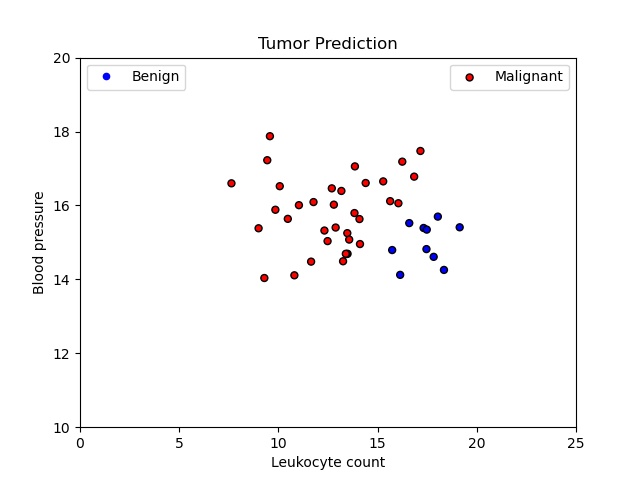 Tumor Prediction
Benign
Malignant
Blood pressure
20
18
16
14
12
10
0 5 10 15 20 25
Leukocyte count